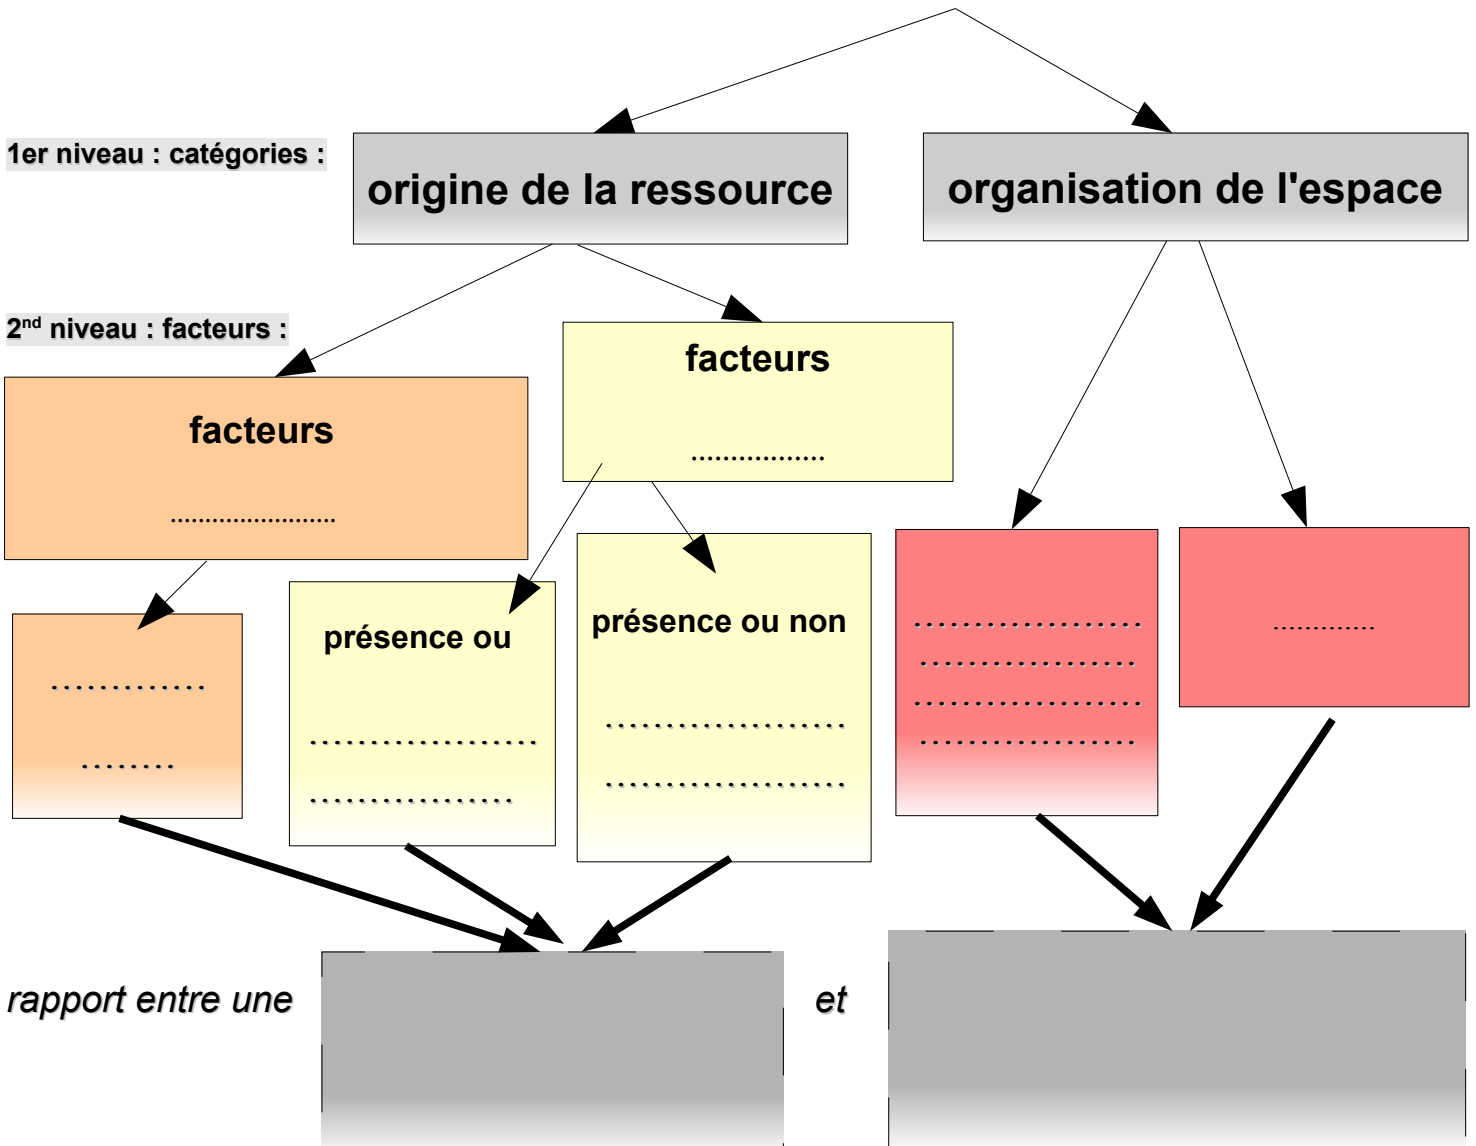 1er niveau : catégories :
origine de la ressource
organisation de l'espace
2nd niveau : facteurs :
facteurs
.................
facteurs
........................
présence ou
...................
.................
présence ou non
....................
....................
...................
..................
...................
..................
.............
.............
........
rapport entre une
et